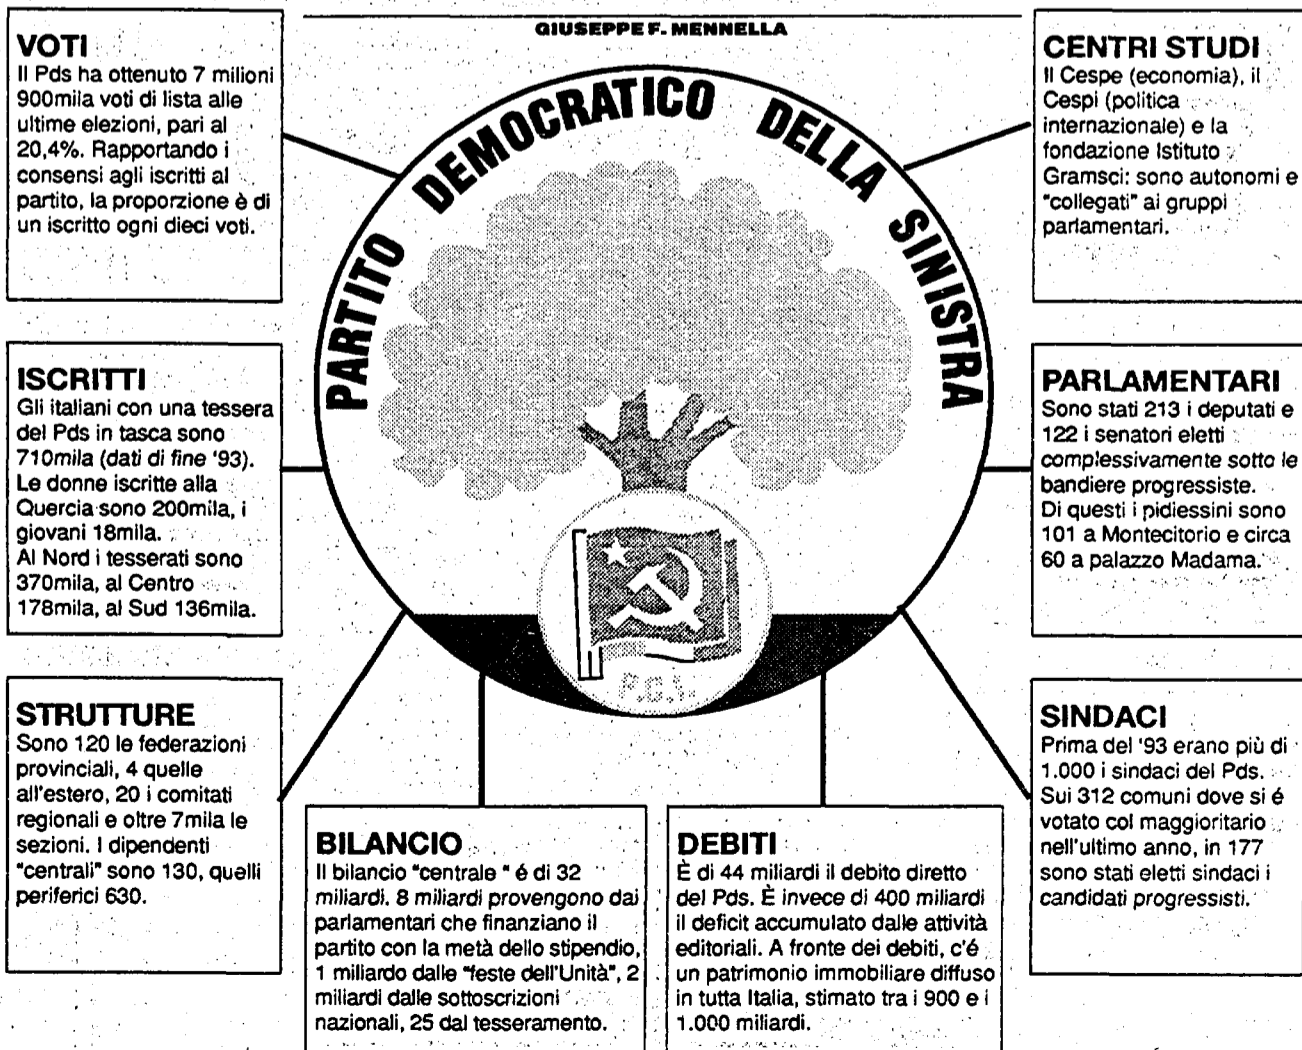 GIUSEPPE F. MENNELLA
PARTITO DEMOCRATICO DELLA SINISTRA
P.C.I.
VOTI
Il Pds ha ottenuto 7 milioni
900mila voti di lista alle
ultime elezioni, pari al
20,4%. Rapportando i
consensi agli iscritti al
partito, la proporzione è di
un iscritto ogni dieci voti.
ISCRITTI
Gli italiani con una tessera
del Pds in tasca sono
710mila (dati di fine '93).
Le donne iscritte alla
Quercia sono 200mila, i
giovani 18mila.
Al Nord i tesserati sono
370mila, al Centro
178mila, al Sud 136mila.
STRUTTURE
Sono 120 le federazioni
provinciali, 4 quelle
all'estero, 20 i comitati
regionali e oltre 7mila le
sezioni. I dipendenti
"centrali" sono 130, quelli
periferici 630.
BILANCIO
Il bilancio "centrale " é di 32
miliardi. 8 miliardi provengono dai
parlamentari che finanziano il
partito con la metà dello stipendio,
1 miliardo dalle "feste dell'Unità", 2
miliardi dalle sottoscrizioni
nazionali, 25 dal tesseramento.
DEBITI
È di 44 miliardi il debito diretto
del Pds. È invece di 400 miliardi
il deficit accumulato dalle attività
editoriali. A fronte dei debiti, c'é
un patrimonio immobiliare diffuso
in tutta Italia, stimato tra i 900 e i
1.000 miliardi.
CENTRI STUDI
Il Cespe (economia), il
Cespi (politica
internazionale) e la
fondazione Istituto
Gramsci: sono autonomi e
"collegati" ai gruppi
parlamentari.
PARLAMENTARI
Sono stati 213 i deputati e
122 i senatori eletti
complessivamente sotto le
bandiere progressiste.
Di questi i pidiessini sono
101 a Montecitorio e circa
60 a palazzo Madama.
SINDACI
Prima del '93 erano più di
1.000 i sindaci del Pds.
Sui 312 comuni dove si é
votato col maggioritario
nell'ultimo anno, in 177
sono stati eletti sindaci i
candidati progressisti.